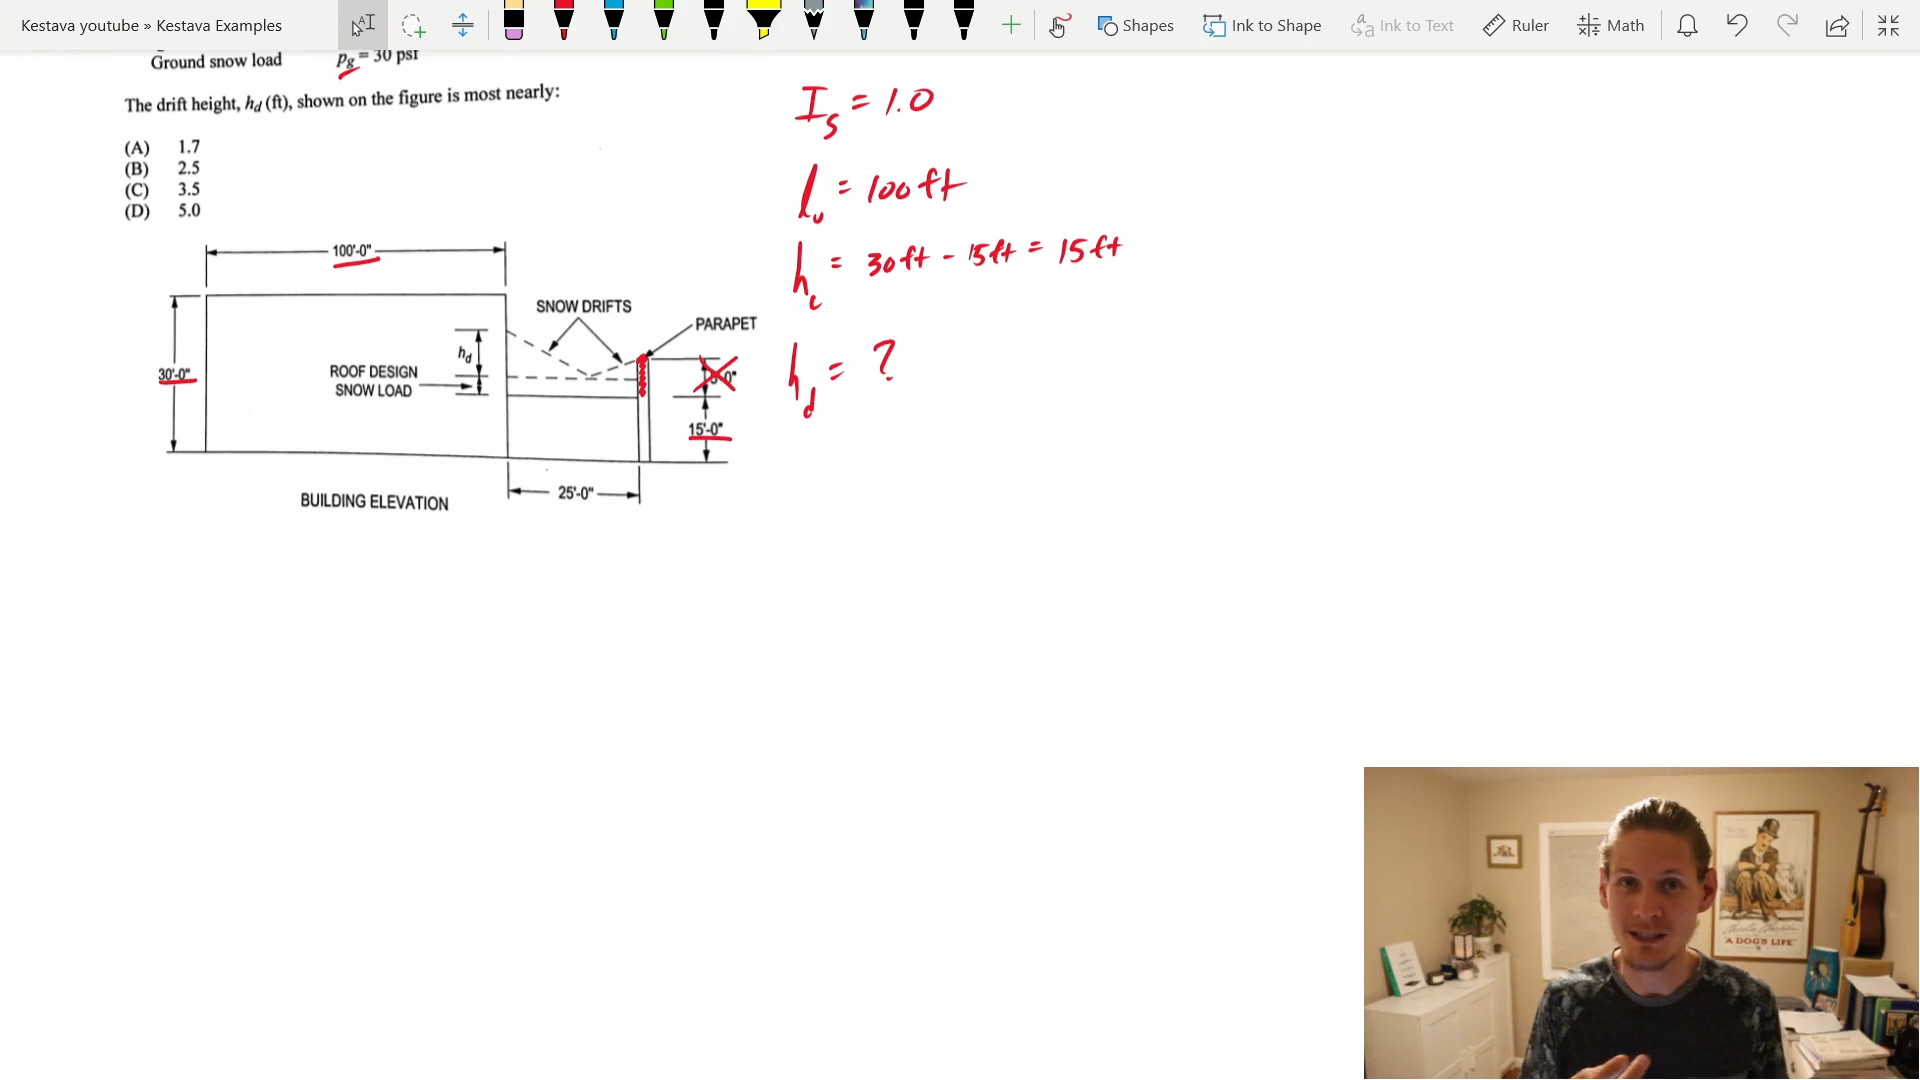 Kestava youtube » Kestava Examples
Shapes
Ink to Shape
Ink to Text
Ruler
Math
Ground snow load pg = 30 psf
The drift height, hd (ft), shown on the figure is most nearly:
(A) 1.7
(B) 2.5
(C) 3.5
(D) 5.0
100'-0"
SNOW DRIFTS
PARAPET
hd
30'-0"
ROOF DESIGN
SNOW LOAD
15'-0"
25'-0"
BUILDING ELEVATION
Is = 1.0
lu = 100 ft
hc = 30 ft - 15 ft = 15 ft
hd = ?
"A DOG'S LIFE"